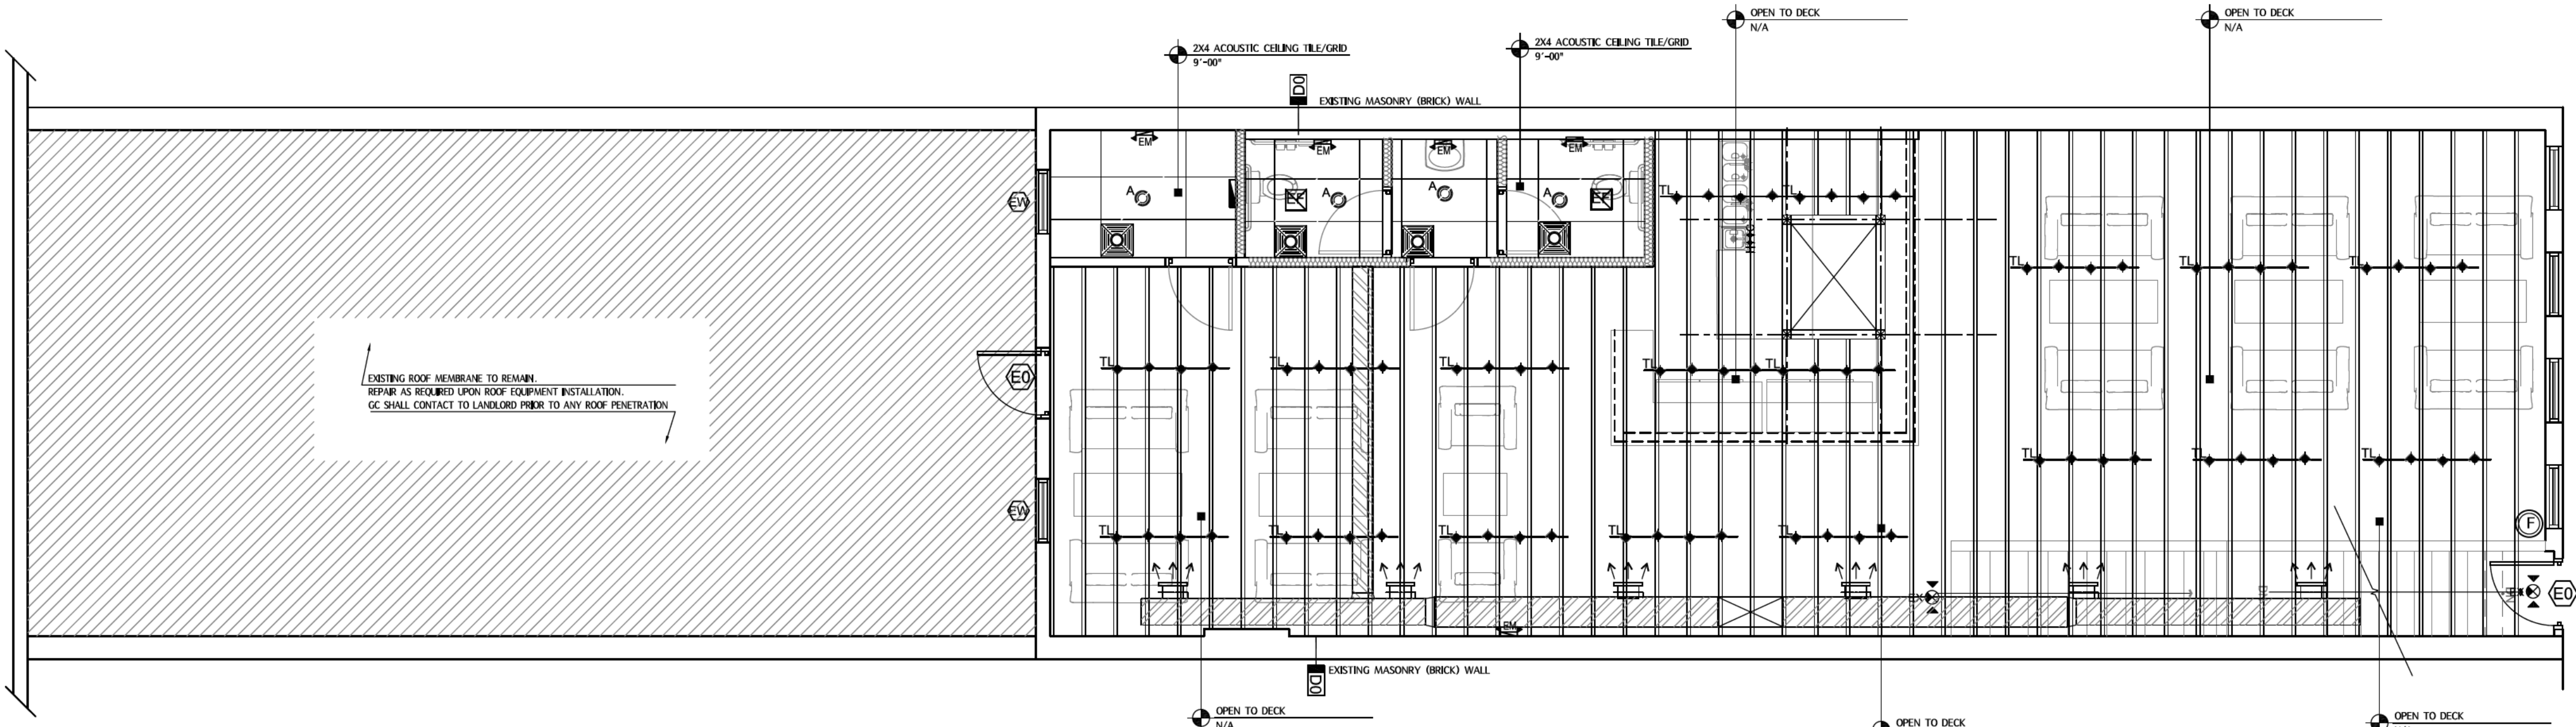 OPEN TO DECK
N/A
OPEN TO DECK
N/A
2X4 ACOUSTIC CEILING TILE/GRID
9'-00"
2X4 ACOUSTIC CEILING TILE/GRID
9'-00"
D0
EXISTING MASONRY (BRICK) WALL
EM
EM
EM
EM
A
A
A
A
EW
EF
EF
TL
TL
TL
TL
TL
E0
TL
TL
TL
TL
TL
EXISTING ROOF MEMBRANE TO REMAIN.
REPAIR AS REQUIRED UPON ROOF EQUIPMENT INSTALLATION.
GC SHALL CONTACT TO LANDLORD PRIOR TO ANY ROOF PENETRATION
TL
TL
TL
EW
F
TL
TL
TL
TL
TL
EX
E0
EM
D0
EXISTING MASONRY (BRICK) WALL
OPEN TO DECK
N/A
OPEN TO DECK
OPEN TO DECK